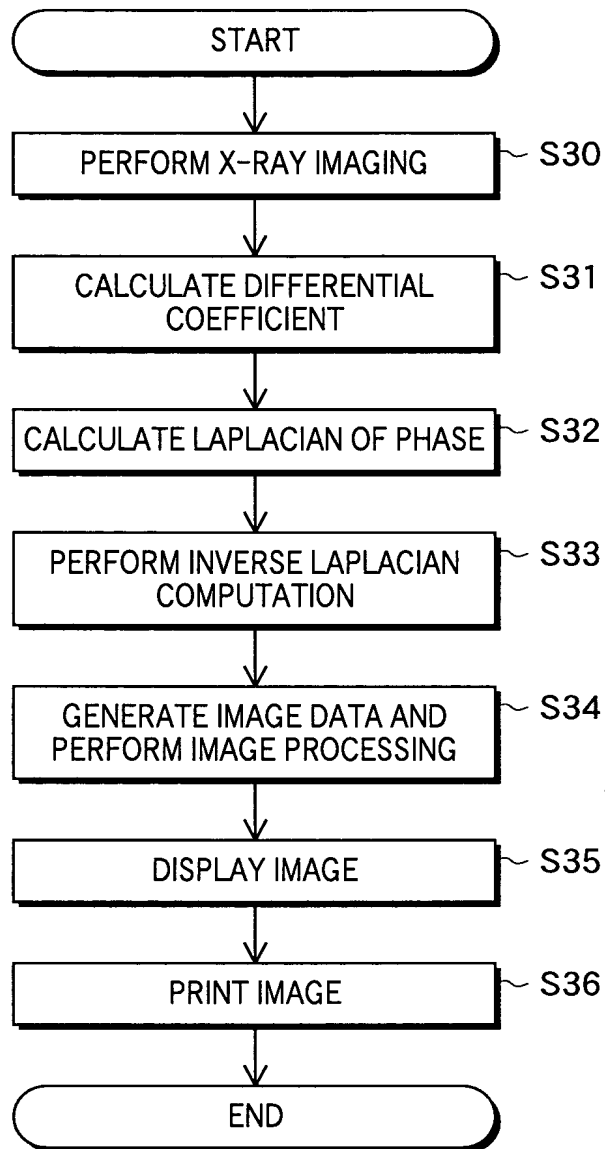 START
PERFORM X-RAY IMAGING
S30
CALCULATE DIFFERENTIAL
COEFFICIENT
S31
CALCULATE LAPLACIAN OF PHASE
S32
PERFORM INVERSE LAPLACIAN
COMPUTATION
S33
GENERATE IMAGE DATA AND
PERFORM IMAGE PROCESSING
S34
DISPLAY IMAGE
S35
PRINT IMAGE
S36
END